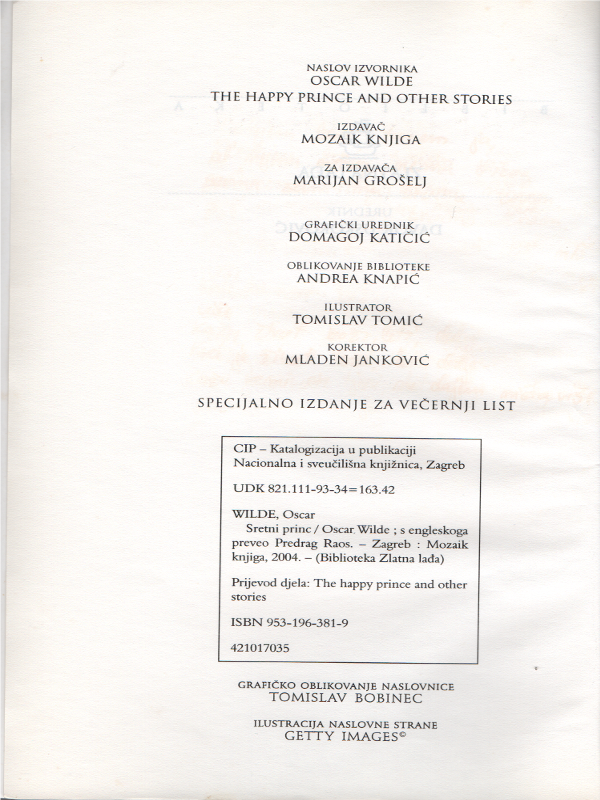 NASLOV IZVORNIKA
OSCAR WILDE
THE HAPPY PRINCE AND OTHER STORIES
IZDAVAČ
MOZAIK KNJIGA
ZA IZDAVAČA
MARIJAN GROŠELJ
GRAFIČKI UREDNIK
DOMAGOJ KATIČIĆ
OBLIKOVANJE BIBLIOTEKE
ANDREA KNAPIĆ
ILUSTRATOR
TOMISLAV TOMIĆ
KOREKTOR
MLADEN JANKOVIĆ
SPECIJALNO IZDANJE ZA VEČERNJI LIST
CIP – Katalogizacija u publikaciji
Nacionalna i sveučilišna knjižnica, Zagreb
UDK 821.111-93-34=163.42
WILDE, Oscar
Sretni princ / Oscar Wilde ; s engleskoga
preveo Predrag Raos. – Zagreb : Mozaik
knjiga, 2004. – (Biblioteka Zlatna lađa)
Prijevod djela: The happy prince and other
stories
ISBN 953-196-381-9
421017035
GRAFIČKO OBLIKOVANJE NASLOVNICE
TOMISLAV BOBINEC
ILUSTRACIJA NASLOVNE STRANE
GETTY IMAGES©